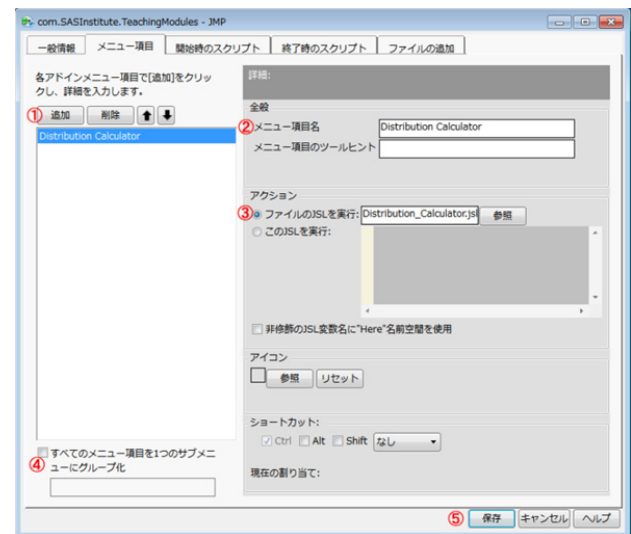 com.SASInstitute.TeachingModules - JMP
一般情報 メニュー項目 開始時のスクリプト 終了時のスクリプト ファイルの追加
各アドインメニュー項目で[追加]をクリッ
クし、詳細を入力します。
① 追加 削除
Distribution Calculator
詳細:
全般
②メニュー項目名 Distribution Calculator
メニュー項目のツールヒント
アクション
③ ファイルのJSLを実行: Distribution_Calculator.jsl 参照
このJSLを実行:
非修飾のJSL変数名に"Here"名前空間を使用
アイコン
参照 リセット
ショートカット:
Ctrl Alt Shift なし
現在の割り当て:
すべてのメニュー項目を1つのサブメニ
④ ューにグループ化
⑤ 保存 キャンセル ヘルプ